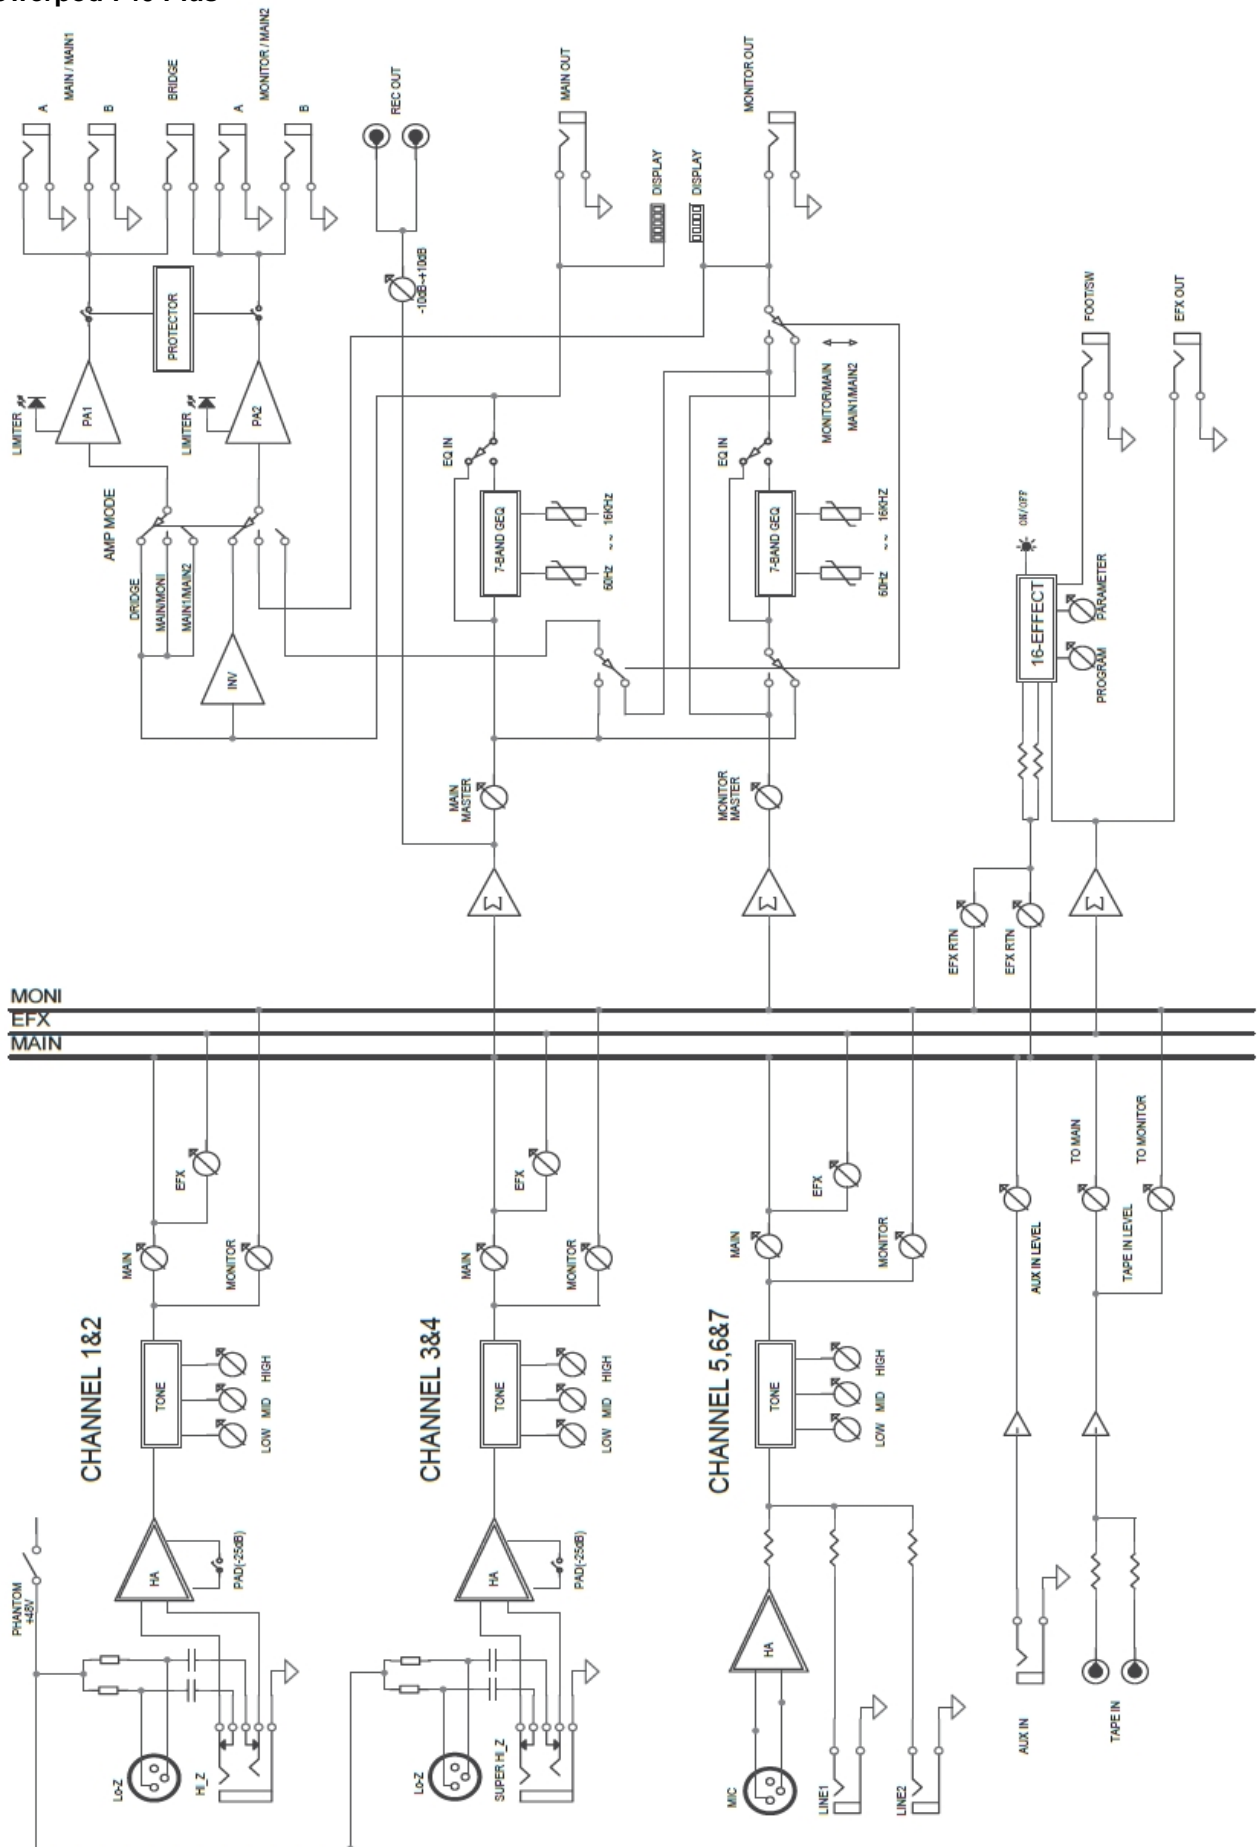 A
MAIN / MAIN1
B
BRIDGE
A
MONITOR / MAIN2
B
REC OUT
MAIN OUT
MONITOR OUT
DISPLAY
DISPLAY
-10dB~+10dB
PROTECTOR
LIMITER
PA1
LIMITER
PA2
FOOT/SW
EFX OUT
MONITOR/MAIN
MAIN1/MAIN2
AMP MODE
DRIDGE
MAIN/MONI
MAIN1/MAIN2
INV
EQ IN
7-BAND GEQ
60Hz ~ ~ 16KHz
EQ IN
7-BAND GEQ
60Hz ~ ~ 16KHZ
ON/OFF
16-EFFECT
PROGRAM
PARAMETER
MAIN MASTER
MONITOR MASTER
Σ
Σ
Σ
EFX RTN
EFX RTN
MONI
EFX
MAIN
EFX
MAIN
MONITOR
CHANNEL 1&2
TONE
LOW MID HIGH
EFX
MAIN
MONITOR
CHANNEL 3&4
TONE
LOW MID HIGH
EFX
MAIN
MONITOR
CHANNEL 5,6&7
TONE
LOW MID HIGH
AUX IN LEVEL
TO MAIN
TAPE IN LEVEL
TO MONITOR
PHANTOM
+48V
HA
PAD(-25dB)
Lo-Z
HI_Z
HA
PAD(-25dB)
Lo-Z
SUPER HI_Z
HA
MIC
LINE1
LINE2
AUX IN
TAPE IN